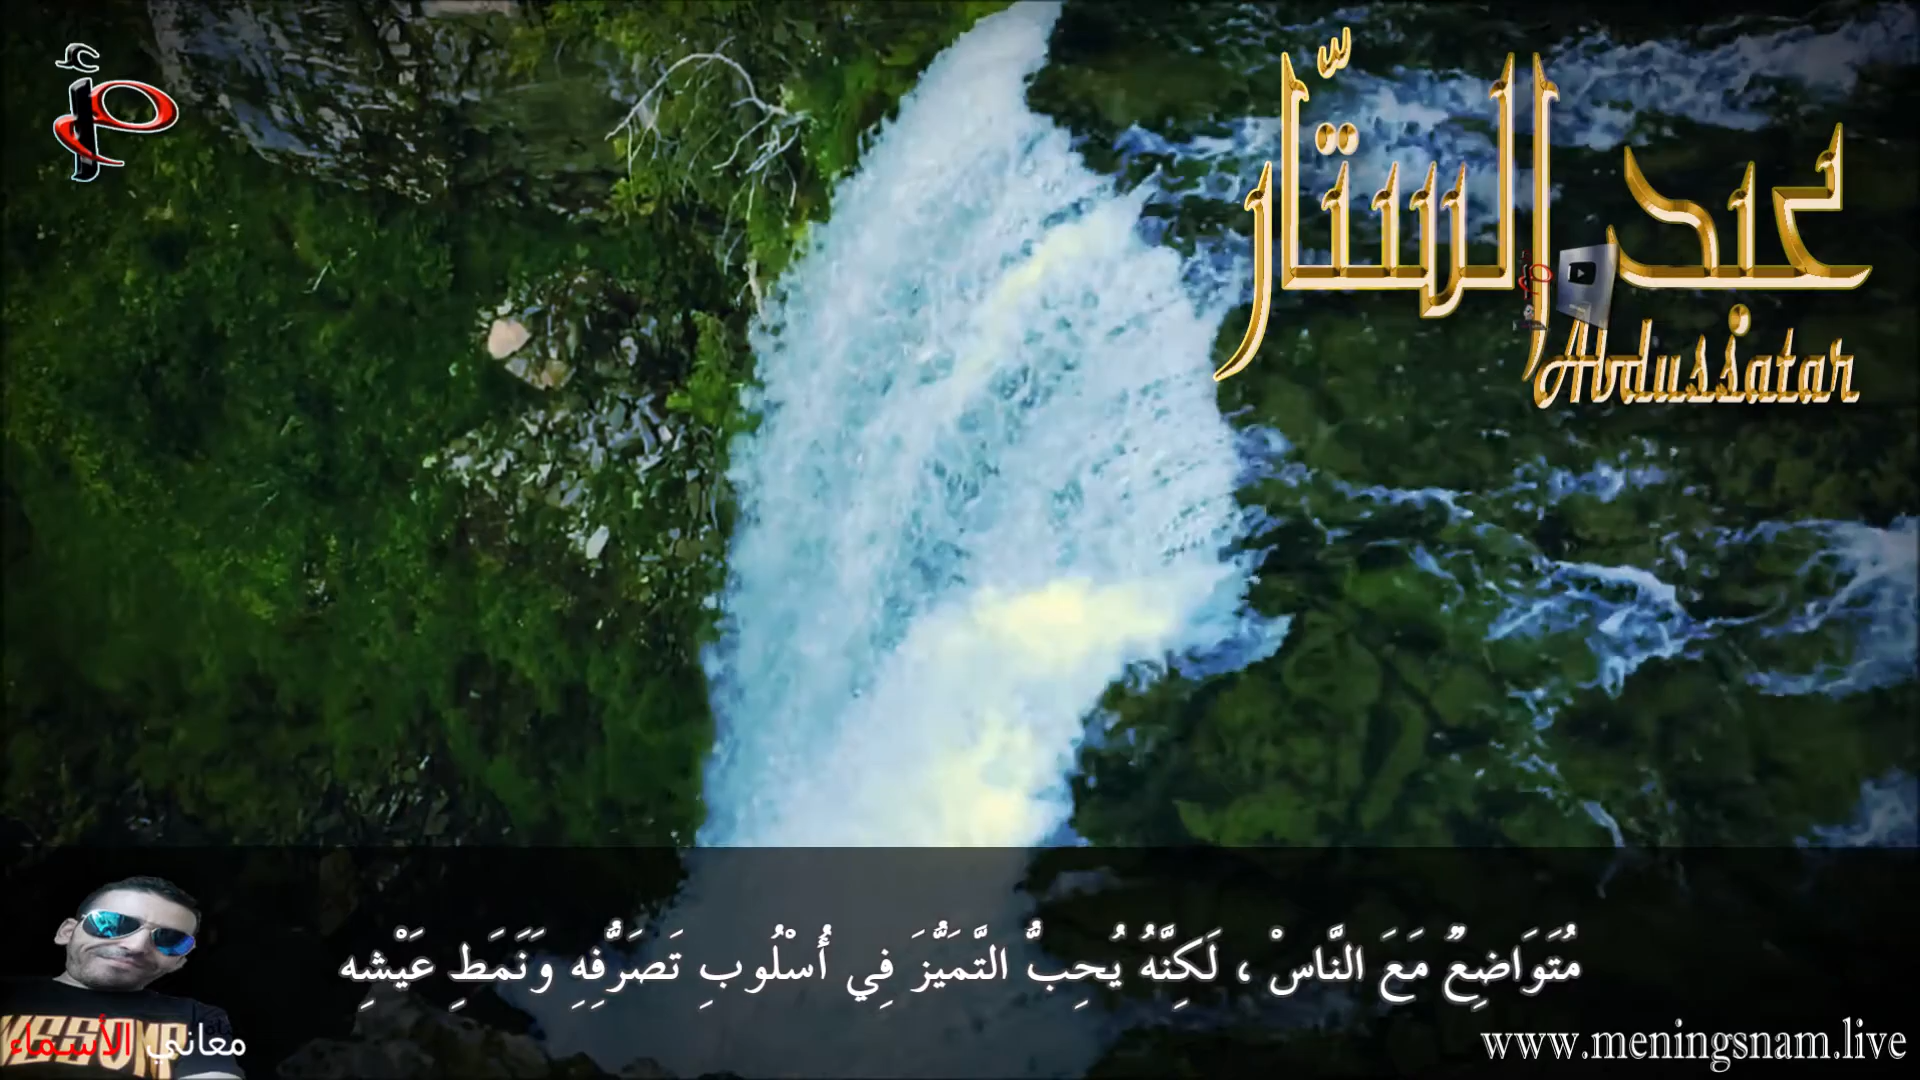 عبد الستّار
Abdussatar
مُتَوَاضِعٌ مَعَ النَّاسْ ، لَكِنَّهُ يُحِبُّ التَّمَيُّزَ فِي أُسْلُوبِ تَصَرُّفِهِ وَنَمَطِ عَيْشِهِ
معاني الأسماء
www.meningsnam.live